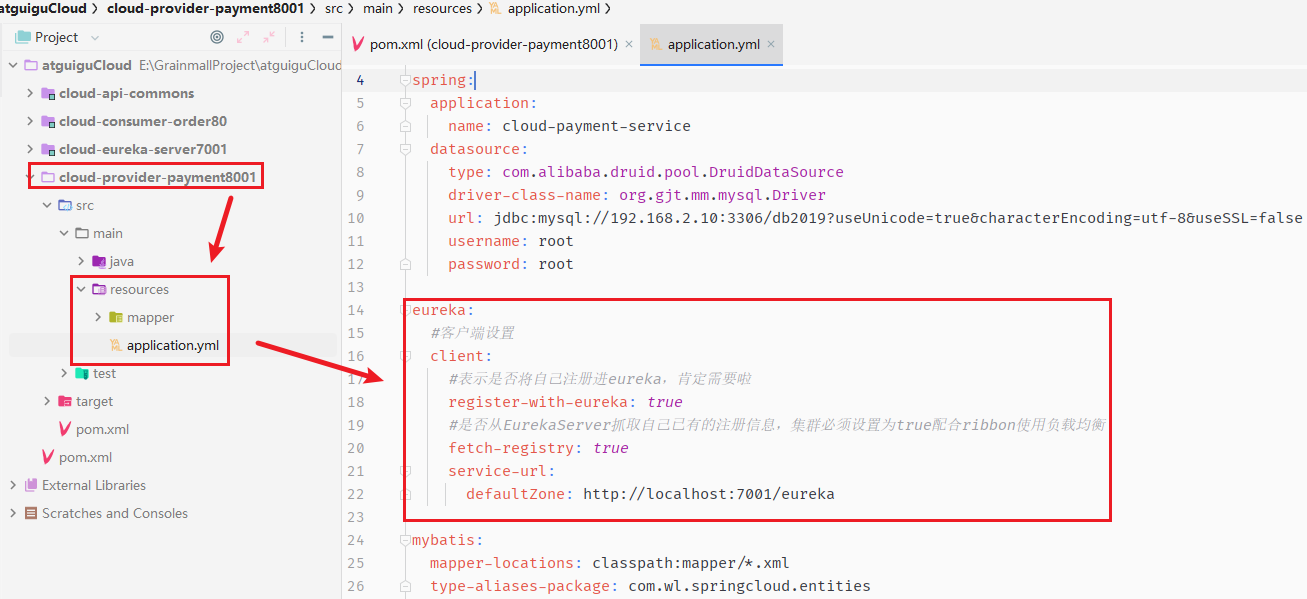 atguiguCloud > cloud-provider-payment8001 > src > main > resources > application.yml >
Project
atguiguCloud E:\GrainmallProject\atguiguCloud
cloud-api-commons
cloud-consumer-order80
cloud-eureka-server7001
cloud-provider-payment8001
src
main
java
resources
mapper
application.yml
test
target
pom.xml
pom.xml
External Libraries
Scratches and Consoles
pom.xml (cloud-provider-payment8001) × application.yml ×
4 spring:
5 application:
6 name: cloud-payment-service
7 datasource:
8 type: com.alibaba.druid.pool.DruidDataSource
9 driver-class-name: org.gjt.mm.mysql.Driver
10 url: jdbc:mysql://192.168.2.10:3306/db2019?useUnicode=true&characterEncoding=utf-8&useSSL=false
11 username: root
12 password: root
13
14 eureka:
15 #客户端设置
16 client:
17 #表示是否将自己注册进eureka，肯定需要啦
18 register-with-eureka: true
19 #是否从EurekaServer抓取自己已有的注册信息，集群必须设置为true配合ribbon使用负载均衡
20 fetch-registry: true
21 service-url:
22 defaultZone: http://localhost:7001/eureka
23
24 mybatis:
25 mapper-locations: classpath:mapper/*.xml
26 type-aliases-package: com.wl.springcloud.entities